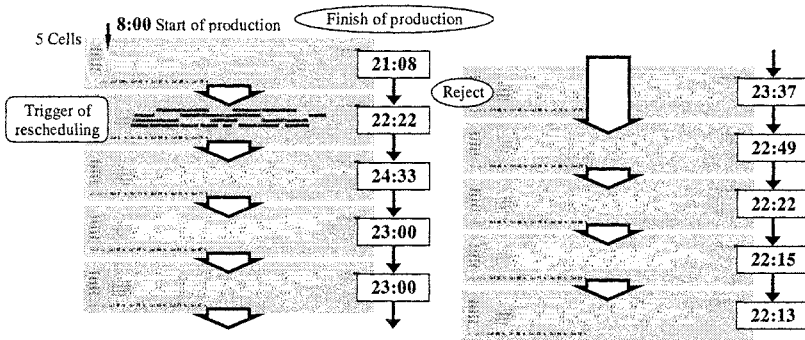 8:00 Start of production
Finish of production
5 Cells
21:08
Trigger of
rescheduling
22:22
24:33
23:00
23:00
Reject
23:37
22:49
22:22
22:15
22:13